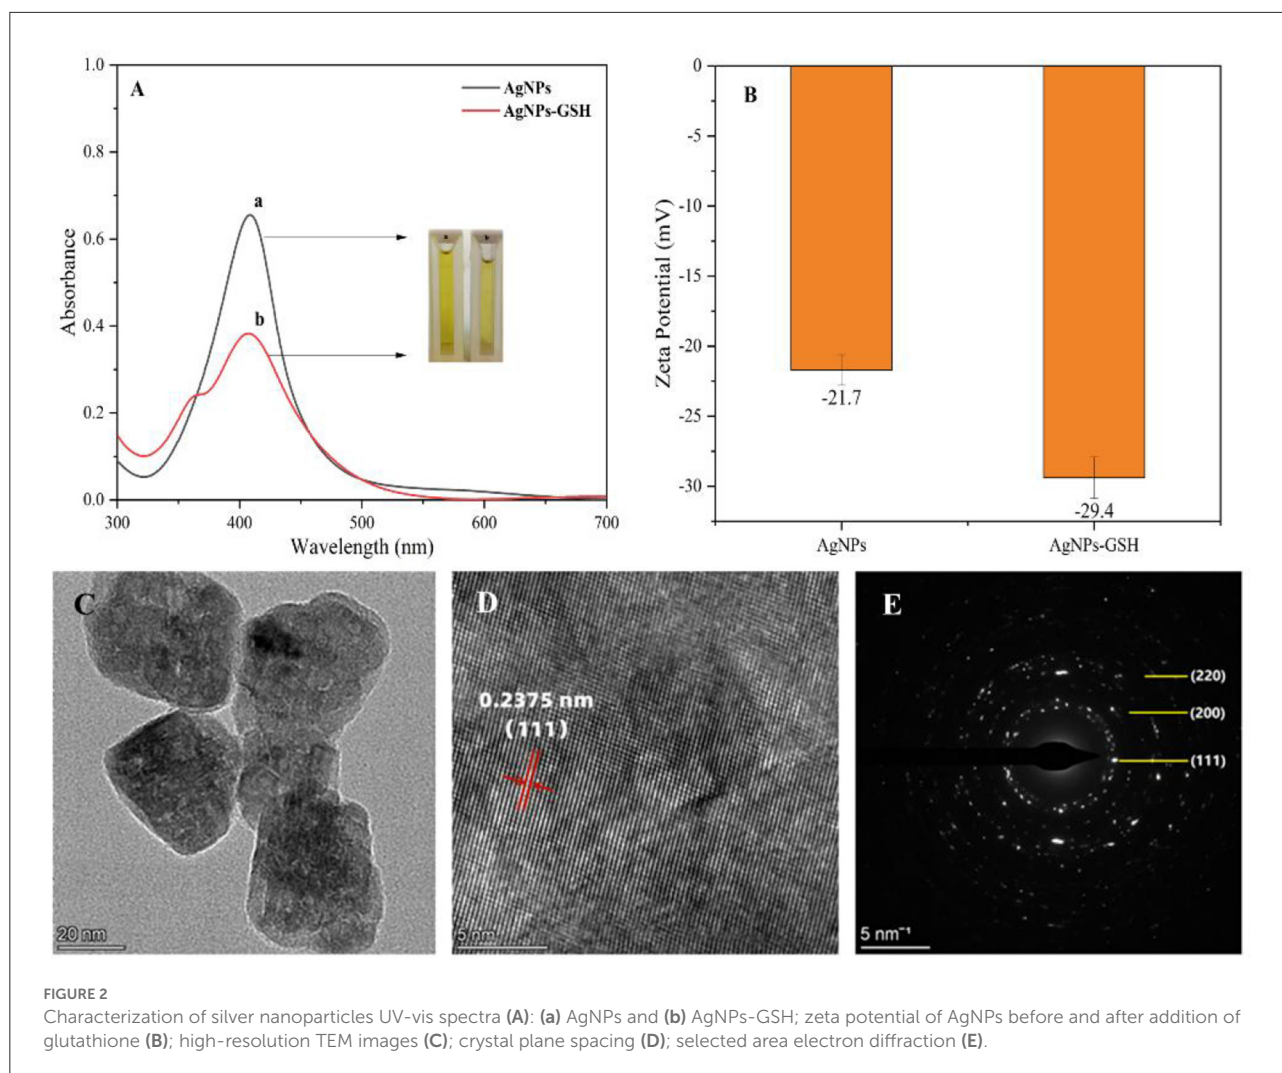 A
AgNPs
AgNPs-GSH
1.0
0.8
0.6
0.4
0.2
0.0
Absorbance
a
b
a b
300 400 500 600 700
Wavelength (nm)
B
0
-5
-10
-15
-20
-25
-30
Zeta Potential (mV)
-21.7
-29.4
AgNPs AgNPs-GSH
C
20 nm
D
0.2375 nm
(111)
5 nm
E
(220)
(200)
(111)
5 nm⁻¹
FIGURE 2
Characterization of silver nanoparticles UV-vis spectra (A): (a) AgNPs and (b) AgNPs-GSH; zeta potential of AgNPs before and after addition of
glutathione (B); high-resolution TEM images (C); crystal plane spacing (D); selected area electron diffraction (E).